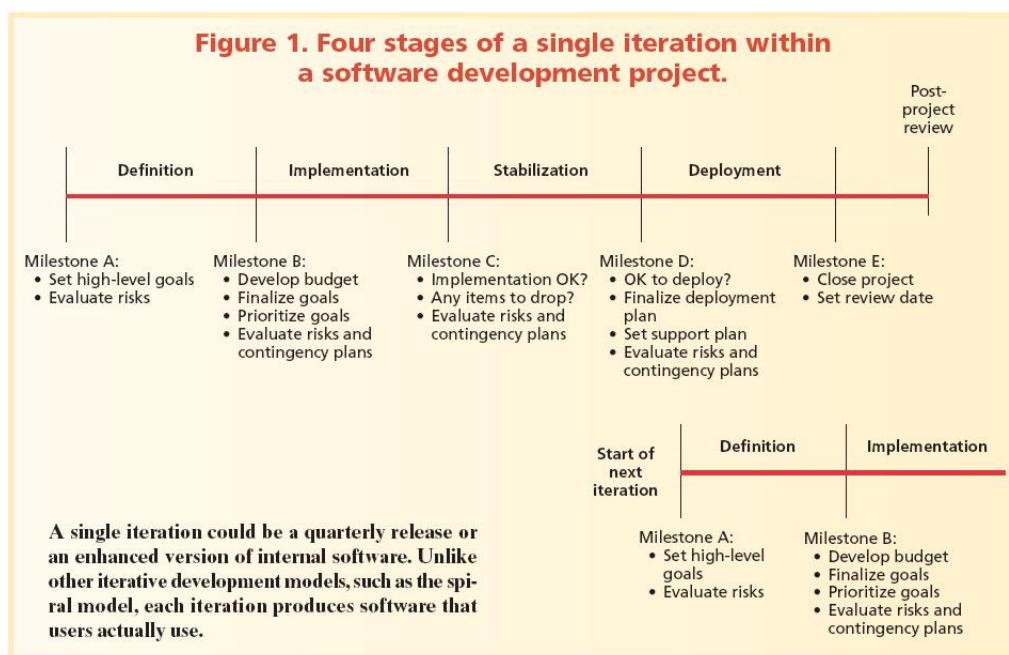 Figure 1. Four stages of a single iteration within
a software development project.
Post-
project
review
Definition
Implementation
Stabilization
Deployment
Milestone A:
• Set high-level goals
• Evaluate risks
Milestone B:
• Develop budget
• Finalize goals
• Prioritize goals
• Evaluate risks and
contingency plans
Milestone C:
• Implementation OK?
• Any items to drop?
• Evaluate risks and
contingency plans
Milestone D:
• OK to deploy?
• Finalize deployment
plan
• Set support plan
• Evaluate risks and
contingency plans
Milestone E:
• Close project
• Set review date
Start of
next
iteration
Definition
Implementation
Milestone A:
• Set high-level
goals
• Evaluate risks
Milestone B:
• Develop budget
• Finalize goals
• Prioritize goals
• Evaluate risks and
contingency plans
A single iteration could be a quarterly release or
an enhanced version of internal software. Unlike
other iterative development models, such as the spi-
ral model, each iteration produces software that
users actually use.